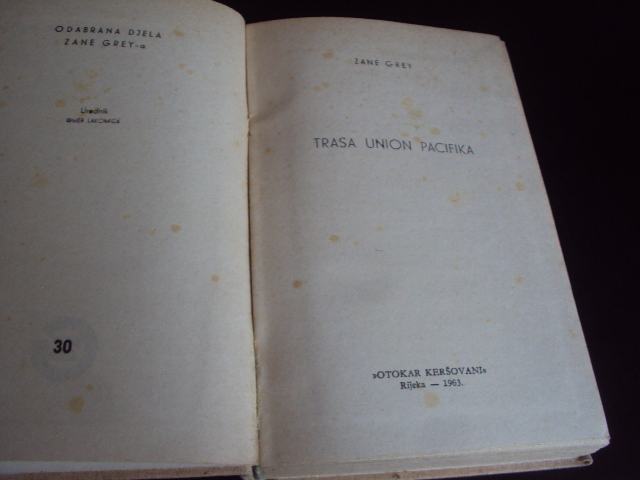 ODABRANA DJELA
ZANE GREY-a
Urednik
30
ZANE GREY
TRASA UNION PACIFIKA
»OTOKAR KERŠOVANI«
Rijeka — 1963.